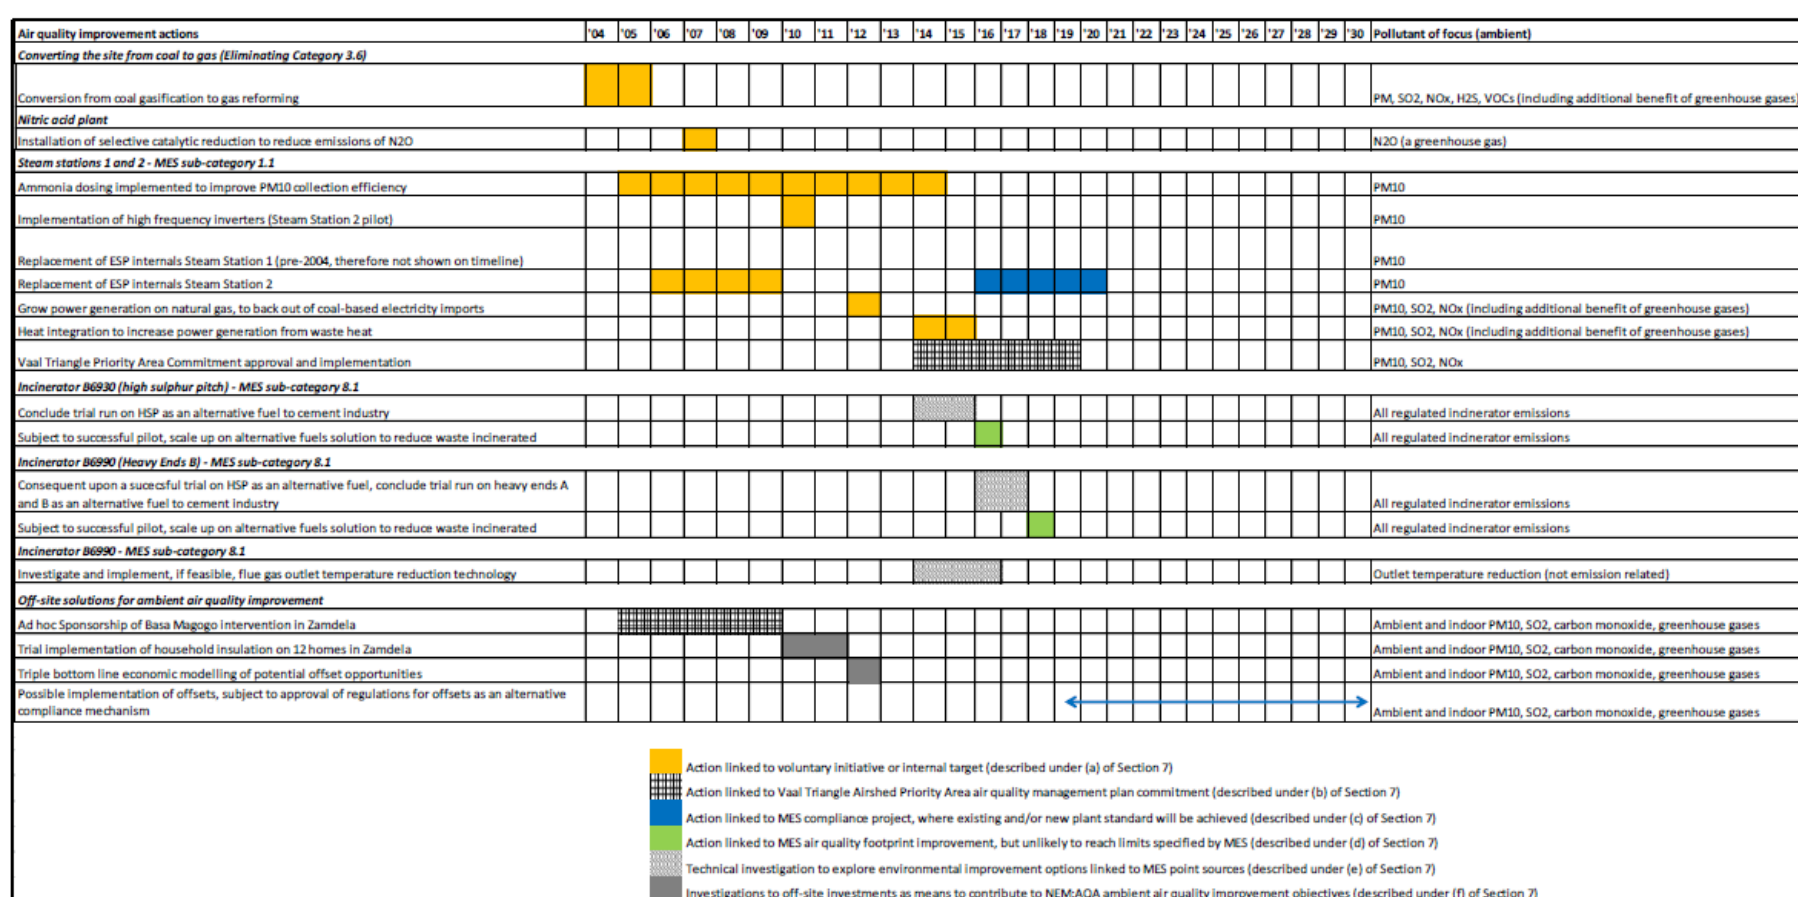 Air quality improvement actions '04 '05 '06 '07 '08 '09 '10 '11 '12 '13 '14 '15 '16 '17 '18 '19 '20 '21 '22 '23 '24 '25 '26 '27 '28 '29 '30 Pollutant of focus (ambient)
Converting the site from coal to gas (Eliminating Category 3.6)
Conversion from coal gasification to gas reforming PM, SO2, NOx, H2S, VOCs (including additional benefit of greenhouse gases)
Nitric acid plant
Installation of selective catalytic reduction to reduce emissions of N2O N2O (a greenhouse gas)
Steam stations 1 and 2 - MES sub-category 1.1
Ammonia dosing implemented to improve PM10 collection efficiency PM10
Implementation of high frequency inverters (Steam Station 2 pilot) PM10
Replacement of ESP internals Steam Station 1 (pre-2004, therefore not shown on timeline) PM10
Replacement of ESP internals Steam Station 2 PM10
Grow power generation on natural gas, to back out of coal-based electricity imports PM10, SO2, NOx (including additional benefit of greenhouse gases)
Heat integration to increase power generation from waste heat PM10, SO2, NOx (including additional benefit of greenhouse gases)
Vaal Triangle Priority Area Commitment approval and implementation PM10, SO2, NOx
Incinerator B6930 (high sulphur pitch) - MES sub-category 8.1
Conclude trial run on HSP as an alternative fuel to cement industry All regulated incinerator emissions
Subject to successful pilot, scale up on alternative fuels solution to reduce waste incinerated All regulated incinerator emissions
Incinerator B6990 (Heavy Ends B) - MES sub-category 8.1
Consequent upon a sucecsful trial on HSP as an alternative fuel, conclude trial run on heavy ends A
and B as an alternative fuel to cement industry All regulated incinerator emissions
Subject to successful pilot, scale up on alternative fuels solution to reduce waste incinerated All regulated incinerator emissions
Incinerator B6990 - MES sub-category 8.1
Investigate and implement, if feasible, flue gas outlet temperature reduction technology Outlet temperature reduction (not emission related)
Off-site solutions for ambient air quality improvement
Ad hoc Sponsorship of Basa Magogo intervention in Zamdela Ambient and indoor PM10, SO2, carbon monoxide, greenhouse gases
Trial implementation of household insulation on 12 homes in Zamdela Ambient and indoor PM10, SO2, carbon monoxide, greenhouse gases
Triple bottom line economic modelling of potential offset opportunities Ambient and indoor PM10, SO2, carbon monoxide, greenhouse gases
Possible implementation of offsets, subject to approval of regulations for offsets as an alternative
compliance mechanism Ambient and indoor PM10, SO2, carbon monoxide, greenhouse gases
Action linked to voluntary initiative or internal target (described under (a) of Section 7)
Action linked to Vaal Triangle Airshed Priority Area air quality management plan commitment (described under (b) of Section 7)
Action linked to MES compliance project, where existing and/or new plant standard will be achieved (described under (c) of Section 7)
Action linked to MES air quality footprint improvement, but unlikely to reach limits specified by MES (described under (d) of Section 7)
Technical investigation to explore environmental improvement options linked to MES point sources (described under (e) of Section 7)
Investigations to off-site investments as means to contribute to NEM:AQA ambient air quality improvement objectives (described under (f) of Section 7)